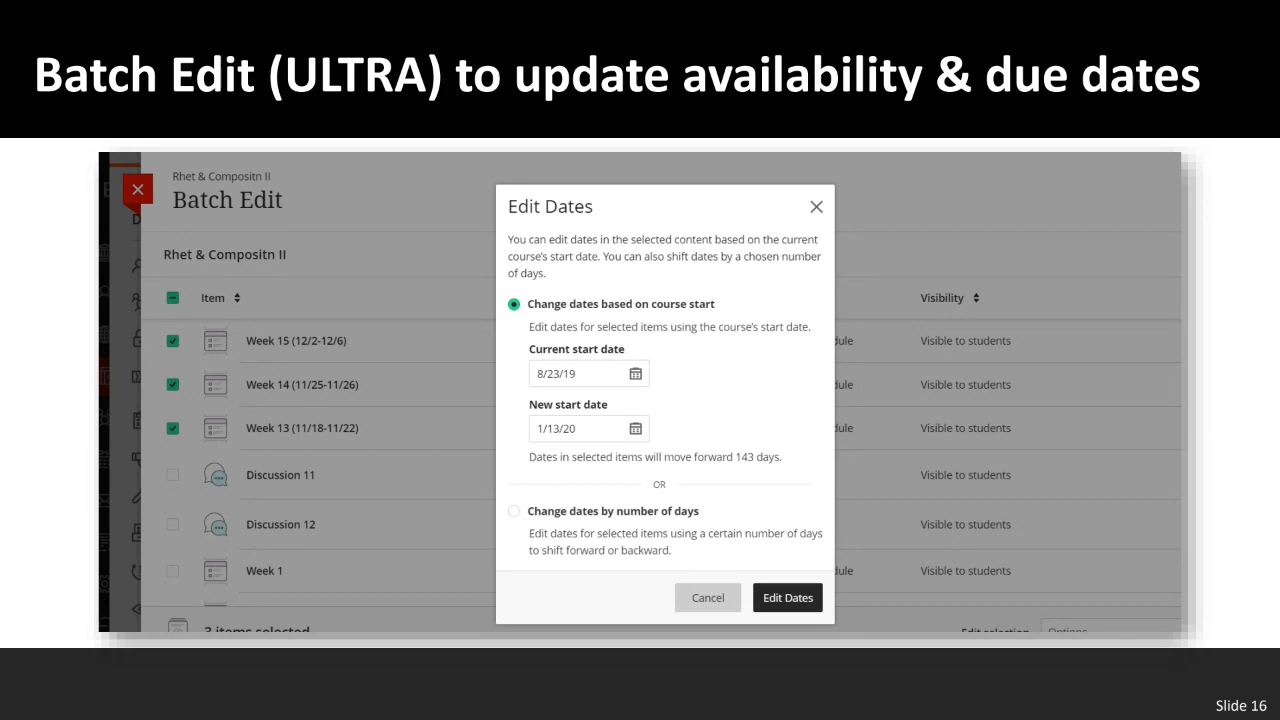 Batch Edit (ULTRA) to update availability & due dates
Rhet & Compositn II
Batch Edit
Rhet & Compositn II
Item
Visibility
Week 15 (12/2-12/6)
dule
Visible to students
Week 14 (11/25-11/26)
Visible to students
Week 13 (11/18-11/22)
dule
Visible to students
Discussion 11
Visible to students
Discussion 12
Visible to students
Week 1
dule
Visible to students
3 items selected
Edit selection
Options
Edit Dates
You can edit dates in the selected content based on the current
course's start date. You can also shift dates by a chosen number
of days.
Change dates based on course start
Edit dates for selected items using the course's start date.
Current start date
8/23/19
New start date
1/13/20
Dates in selected items will move forward 143 days.
OR
Change dates by number of days
Edit dates for selected items using a certain number of days
to shift forward or backward.
Cancel
Edit Dates
Slide 16